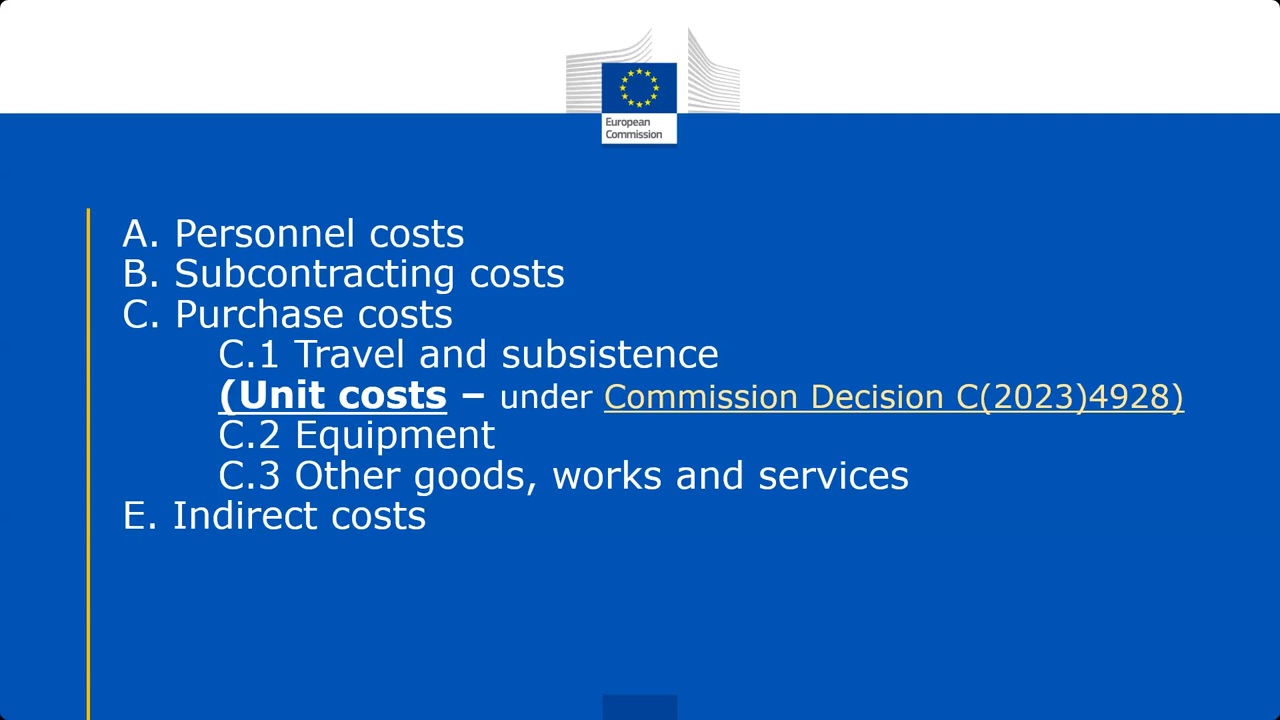 European
Commission
A. Personnel costs
B. Subcontracting costs
C. Purchase costs
C.1 Travel and subsistence
(Unit costs – under Commission Decision C(2023)4928)
C.2 Equipment
C.3 Other goods, works and services
E. Indirect costs